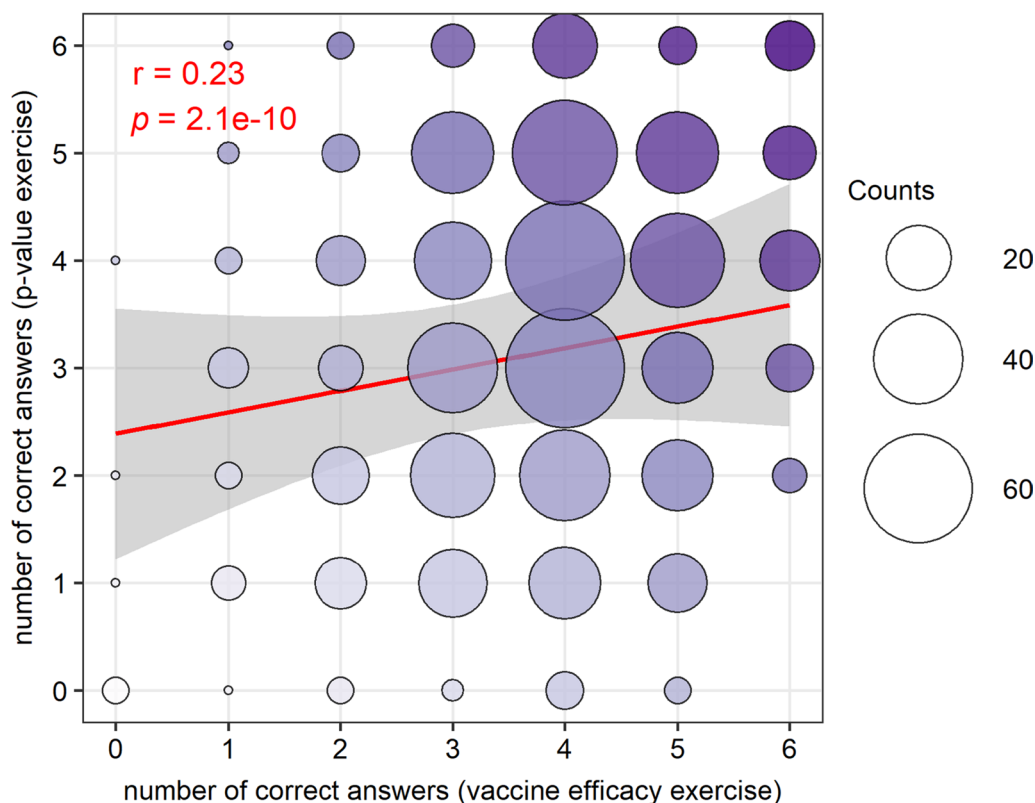 6
5
4
3
2
1
0
number of correct answers (p-value exercise)
r = 0.23
p = 2.1e-10
0 1 2 3 4 5 6
number of correct answers (vaccine efficacy exercise)
Counts
20
40
60